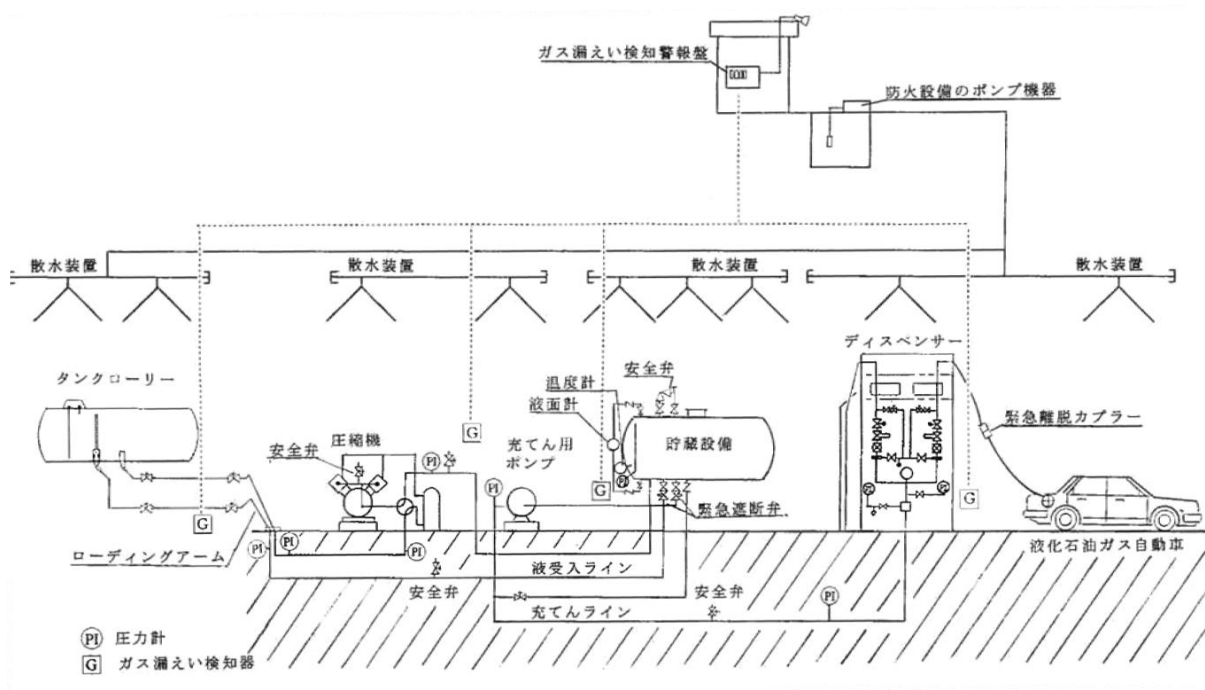 ガス漏えい検知警報盤
防火設備のポンプ機器
散水装置
散水装置
散水装置
散水装置
ディスペンサー
タンクローリー
安全弁
温度計
液面計
緊急離脱カプラー
安全弁
圧縮機
充てん用
ポンプ
貯蔵設備
PI
G
PI
PI
G
G
G
緊急遮断弁
ローディングアーム
PI
PI
PI
液受入ライン
液化石油ガス自動車
安全弁
安全弁
充てんライン
PI
PI 圧力計
G ガス漏えい検知器